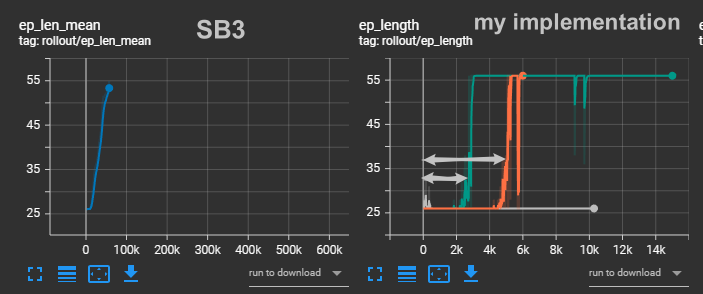 ep_len_mean
tag: rollout/ep_len_mean
SB3
55
45
35
25
0 100k 200k 300k 400k 500k 600k
run to download
ep_length
tag: rollout/ep_length
my implementation
55
45
35
25
0 2k 4k 6k 8k 10k 12k 14k
run to download